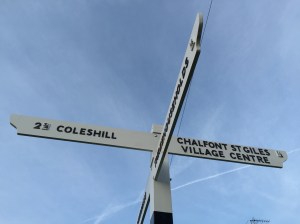 2½ COLESHILL
CHALFONT ST GILES
VILLAGE CENTRE